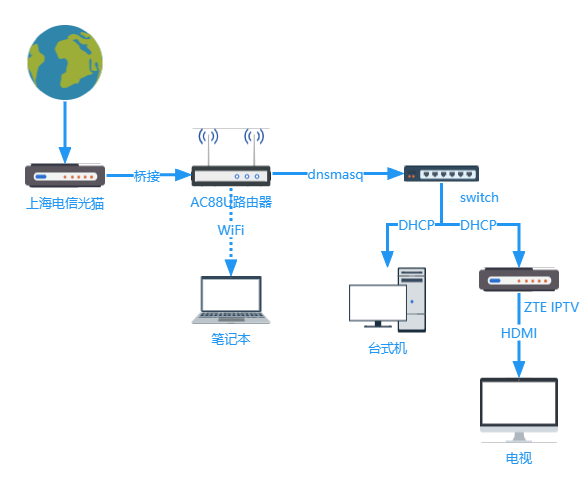 桥接
dnsmasq
上海电信光猫
AC88U路由器
switch
WiFi
DHCP
DHCP
ZTE IPTV
HDMI
笔记本
台式机
电视